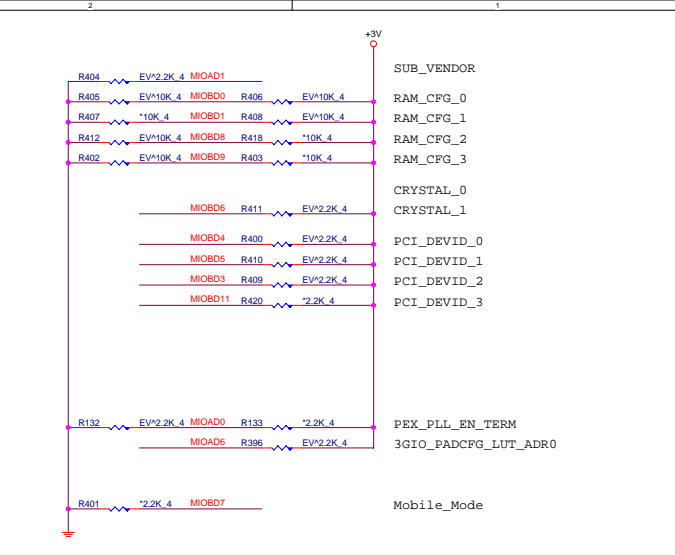 2 1
+3V
SUB_VENDOR
R404 EV^2.2K_4 MIOAD1
R405 EV^10K_4 MIOBD0 R406 EV^10K_4 RAM_CFG_0
R407 *10K_4 MIOBD1 R408 EV^10K_4 RAM_CFG_1
R412 EV^10K_4 MIOBD8 R418 *10K_4 RAM_CFG_2
R402 EV^10K_4 MIOBD9 R403 *10K_4 RAM_CFG_3
CRYSTAL_0
MIOBD6 R411 EV^2.2K_4 CRYSTAL_1
MIOBD4 R400 EV^2.2K_4 PCI_DEVID_0
MIOBD5 R410 EV^2.2K_4 PCI_DEVID_1
MIOBD3 R409 EV^2.2K_4 PCI_DEVID_2
MIOBD11 R420 *2.2K_4 PCI_DEVID_3
R132 EV^2.2K_4 MIOAD0 R133 *2.2K_4 PEX_PLL_EN_TERM
MIOAD6 R396 EV^2.2K_4 3GIO_PADCFG_LUT_ADR0
R401 *2.2K_4 MIOBD7 Mobile_Mode